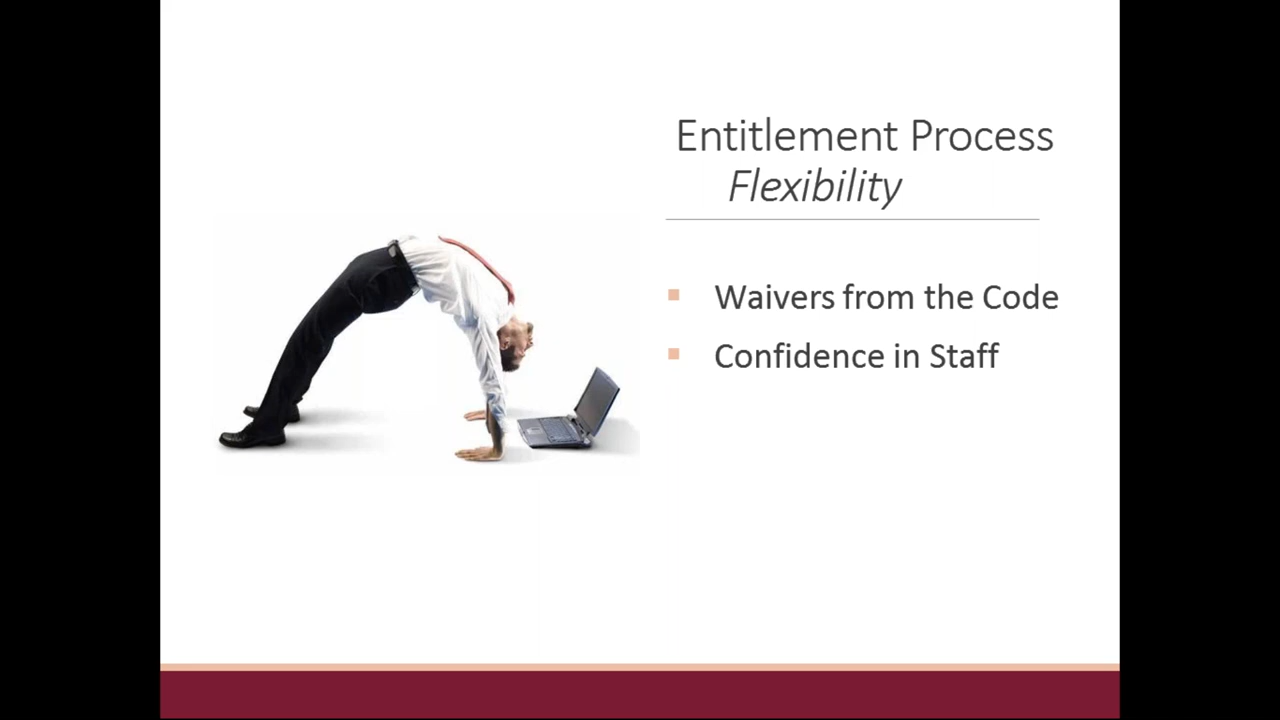 Entitlement Process
Flexibility
Waivers from the Code
Confidence in Staff